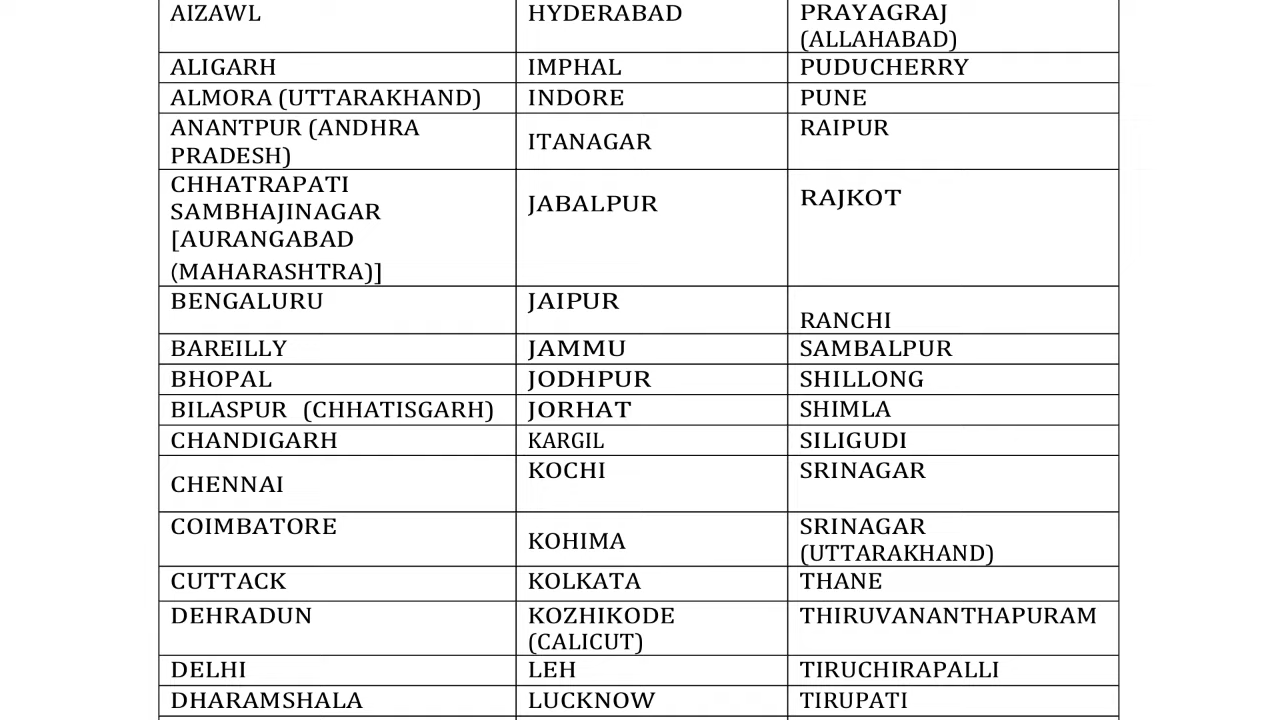 AIZAWL HYDERABAD PRAYAGRAJ
(ALLAHABAD)
ALIGARH IMPHAL PUDUCHERRY
ALMORA (UTTARAKHAND) INDORE PUNE
ANANTPUR (ANDHRA
PRADESH) ITANAGAR RAIPUR
CHHATRAPATI
SAMBHAJINAGAR
[AURANGABAD
(MAHARASHTRA)] JABALPUR RAJKOT
BENGALURU JAIPUR RANCHI
BAREILLY JAMMU SAMBALPUR
BHOPAL JODHPUR SHILLONG
BILASPUR (CHHATISGARH) JORHAT SHIMLA
CHANDIGARH KARGIL SILIGUDI
CHENNAI KOCHI SRINAGAR
COIMBATORE KOHIMA SRINAGAR
(UTTARAKHAND)
CUTTACK KOLKATA THANE
DEHRADUN KOZHIKODE
(CALICUT) THIRUVANANTHAPURAM
DELHI LEH TIRUCHIRAPALLI
DHARAMSHALA LUCKNOW TIRUPATI